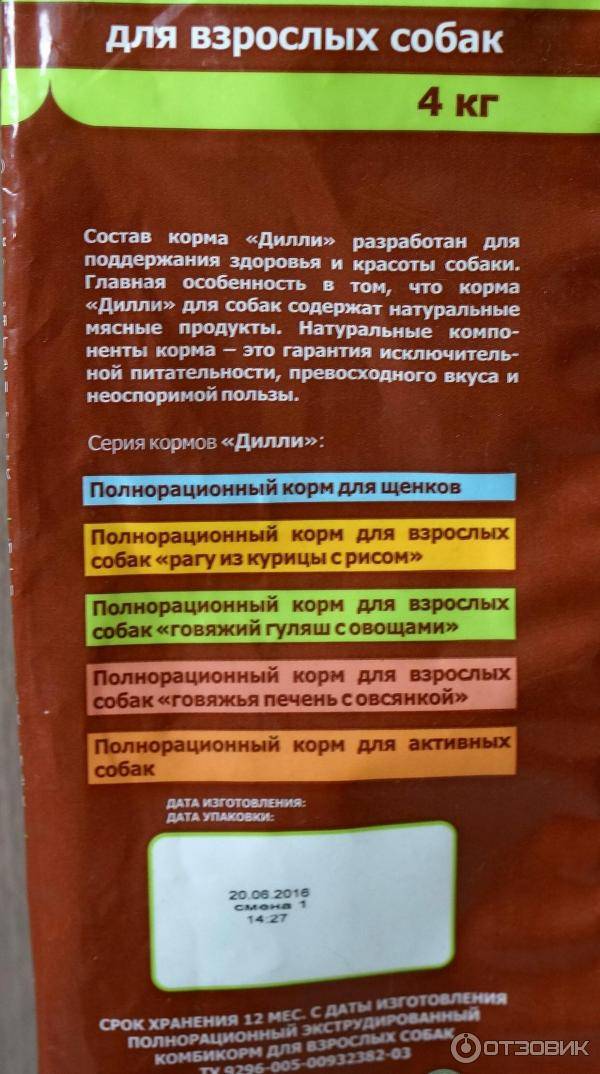 для взрослых собак
4 кг
Состав корма «Дилли» разработан для
поддержания здоровья и красоты собаки.
Главная особенность в том, что корма
«Дилли» для собак содержат натуральные
мясные продукты. Натуральные компо-
ненты корма – это гарантия исключитель-
ной питательности, превосходного вкуса и
неоспоримой пользы.
Серия кормов «Дилли»:
Полнорационный корм для щенков
Полнорационный корм для взрослых
собак «рагу из курицы с рисом»
Полнорационный корм для взрослых
собак «говяжий гуляш с овощами»
Полнорационный корм для взрослых
собак «говяжья печень с овсянкой»
Полнорационный корм для активных
собак
ДАТА ИЗГОТОВЛЕНИЯ:
ДАТА УПАКОВКИ:
20.06.2016
смена 1
14:27
СРОК ХРАНЕНИЯ 12 МЕС. С ДАТЫ ИЗГОТОВЛЕНИЯ
ПОЛНОРАЦИОННЫЙ ЭКСТРУДИРОВАННЫЙ
КОМБИКОРМ ДЛЯ ВЗРОСЛЫХ СОБАК
ТУ 9296-005-00932382-03
ОТЗОВИК